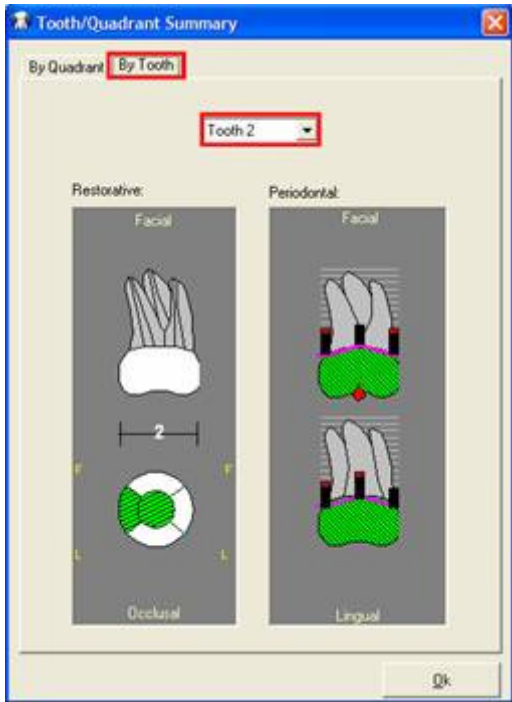 Tooth/Quadrant Summary
By Quadrant By Tooth
Tooth 2
Restorative: Periodontal:
Facial Facial
2
F F
L L
Occlusal Lingual
Ok